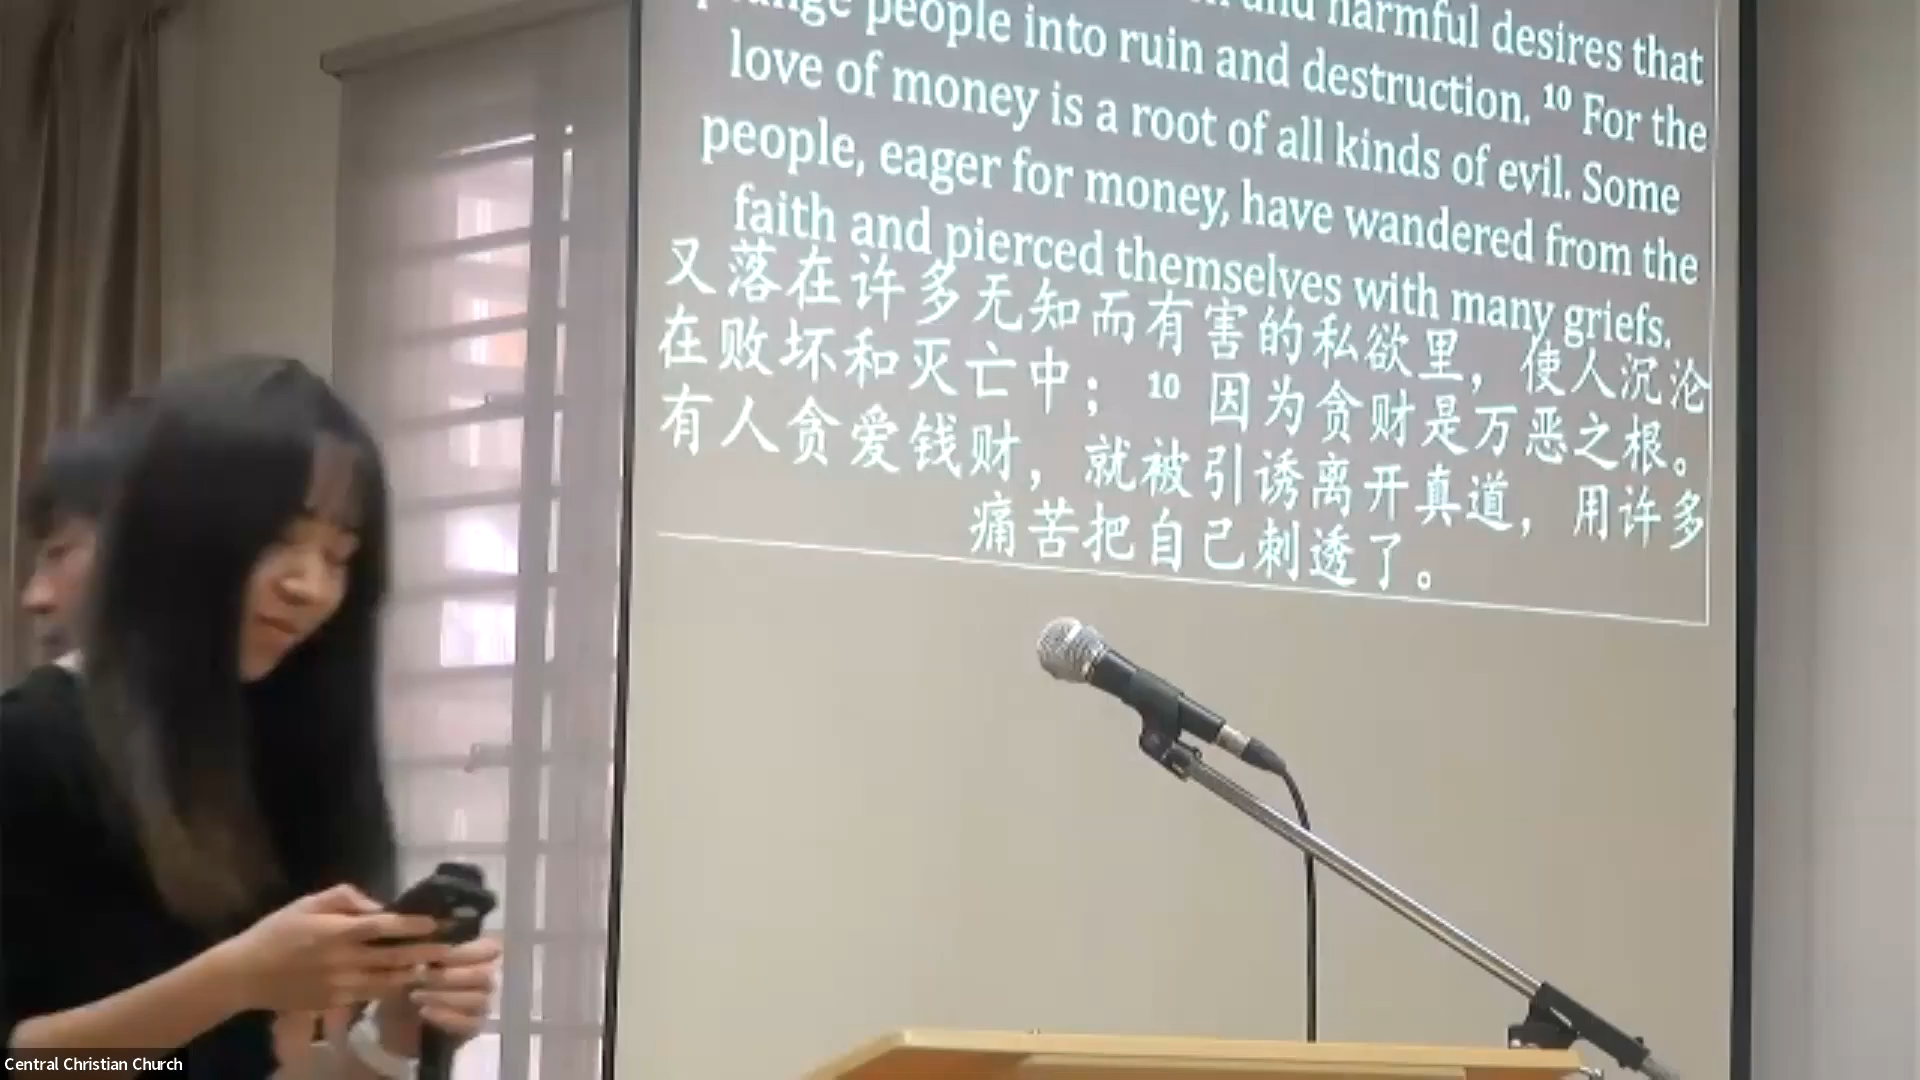 and harmful desires that
people into ruin and destruction. ¹⁰ For the
love of money is a root of all kinds of evil. Some
people, eager for money, have wandered from the
faith and pierced themselves with many griefs.
又落在许多无知而有害的私欲里，使人沉沦
在败坏和灭亡中；¹⁰ 因为贪财是万恶之根。
有人贪爱钱财，就被引诱离开真道，用许多
痛苦把自己刺透了。
Central Christian Church